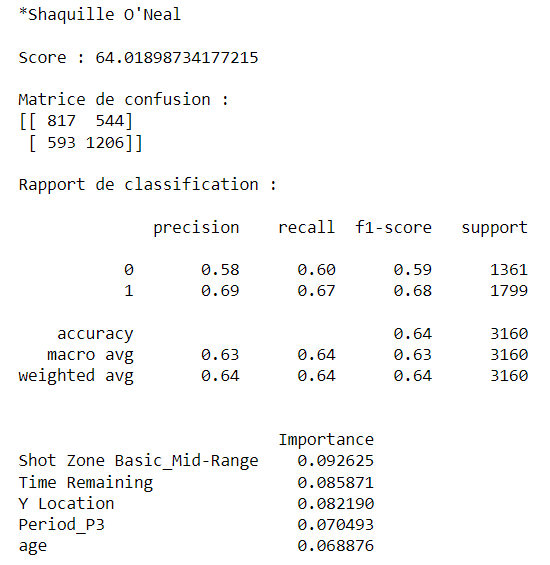 *Shaquille O'Neal
Score : 64.01898734177215
Matrice de confusion :
[[ 817  544]
 [ 593 1206]]
Rapport de classification :
precision    recall  f1-score   support
0       0.58      0.60      0.59      1361
1       0.69      0.67      0.68      1799
accuracy                           0.64      3160
macro avg       0.63      0.64      0.63      3160
weighted avg       0.64      0.64      0.64      3160
Importance
Shot Zone Basic_Mid-Range    0.092625
Time Remaining               0.085871
Y Location                   0.082190
Period_P3                    0.070493
age                          0.068876